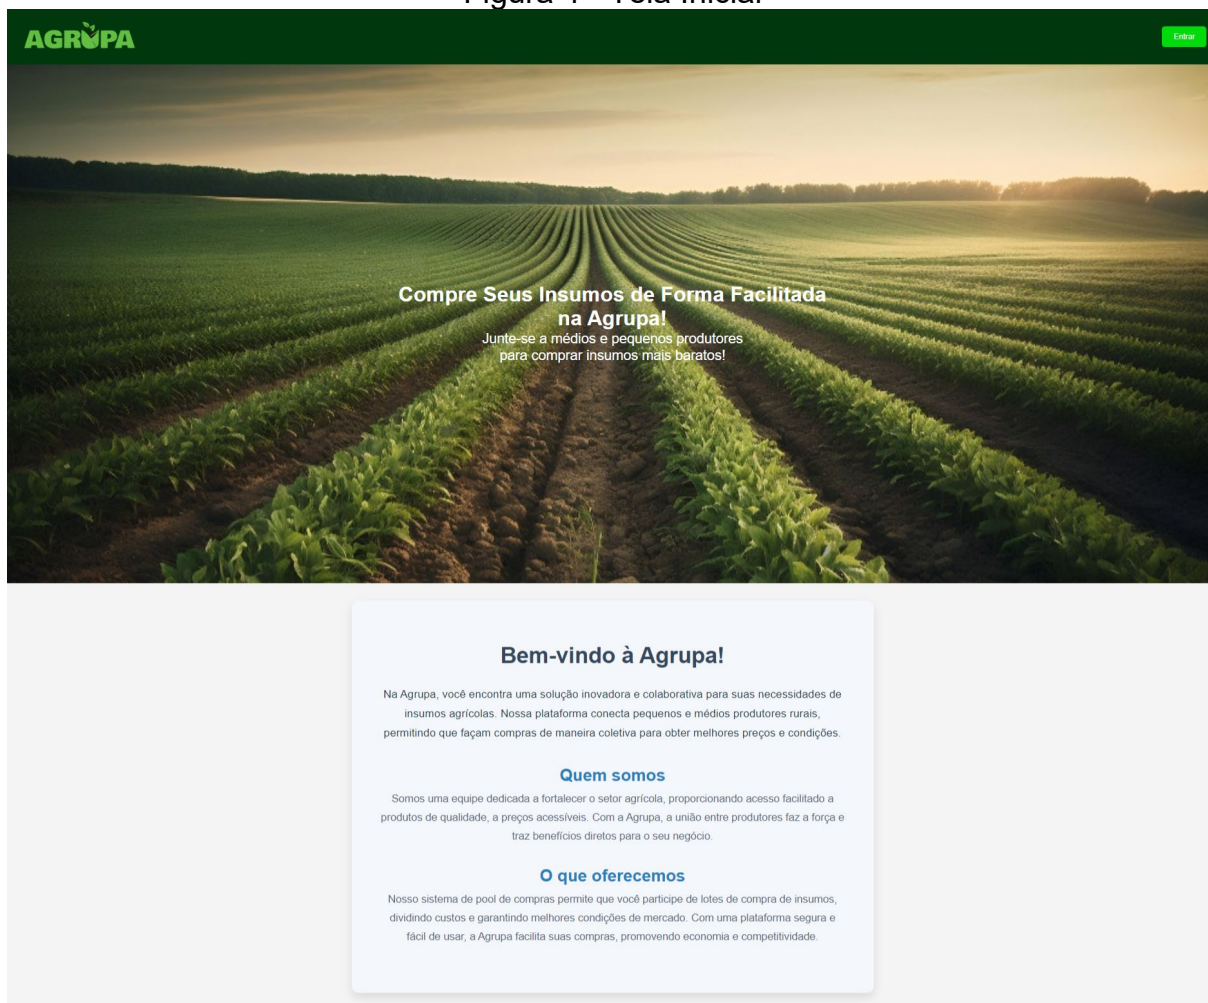 AGRUPA
Entrar
Compre Seus Insumos de Forma Facilitada
na Agrupa!
Junte-se a médios e pequenos produtores
para comprar insumos mais baratos!
Bem-vindo à Agrupa!
Na Agrupa, você encontra uma solução inovadora e colaborativa para suas necessidades de
insumos agrícolas. Nossa plataforma conecta pequenos e médios produtores rurais,
permitindo que façam compras de maneira coletiva para obter melhores preços e condições.
Quem somos
Somos uma equipe dedicada a fortalecer o setor agrícola, proporcionando acesso facilitado a
produtos de qualidade, a preços acessíveis. Com a Agrupa, a união entre produtores faz a força e
traz benefícios diretos para o seu negócio.
O que oferecemos
Nosso sistema de pool de compras permite que você participe de lotes de compra de insumos,
dividindo custos e garantindo melhores condições de mercado. Com uma plataforma segura e
fácil de usar, a Agrupa facilita suas compras, promovendo economia e competitividade.